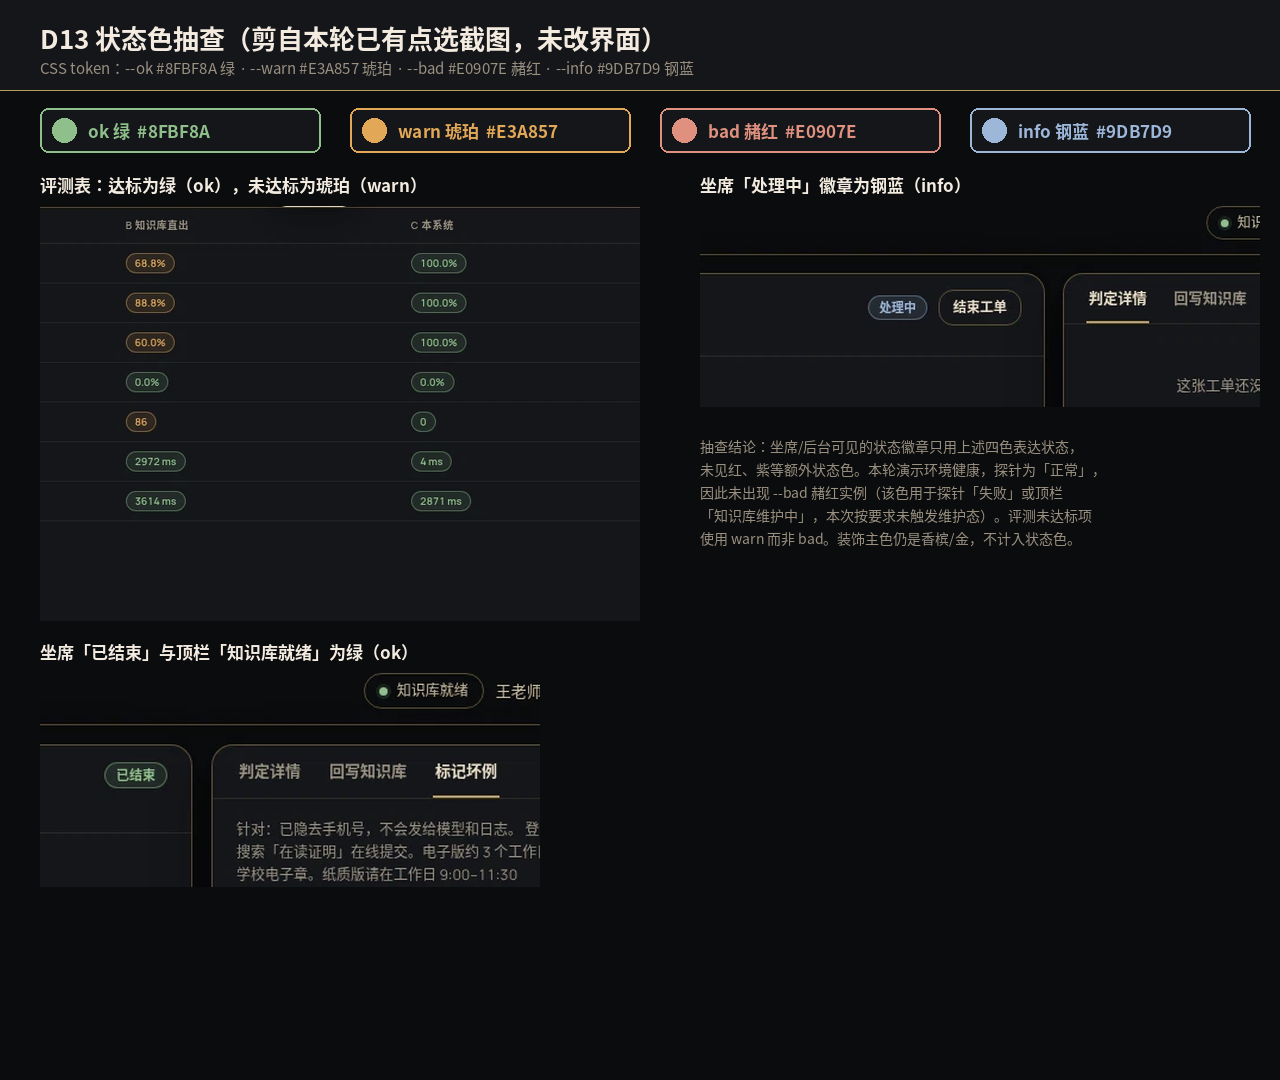 D13 状态色抽查（剪自本轮已有点选截图，未改界面）
CSS token：--ok #8FBF8A 绿 · --warn #E3A857 琥珀 · --bad #E0907E 赭红 · --info #9DB7D9 钢蓝
ok 绿 #8FBF8A
warn 琥珀 #E3A857
bad 赭红 #E0907E
info 钢蓝 #9DB7D9
评测表：达标为绿（ok），未达标为琥珀（warn）
B 知识库直出 C 本系统
68.8% 100.0%
88.8% 100.0%
60.0% 100.0%
0.0% 0.0%
86 0
2972 ms 4 ms
3614 ms 2871 ms
坐席「处理中」徽章为钢蓝（info）
知识
处理中 结束工单 判定详情 回写知识库
这张工单还没
抽查结论：坐席/后台可见的状态徽章只用上述四色表达状态，
未见红、紫等额外状态色。本轮演示环境健康，探针为「正常」，
因此未出现 --bad 赭红实例（该色用于探针「失败」或顶栏
「知识库维护中」，本次按要求未触发维护态）。评测未达标项
使用 warn 而非 bad。装饰主色仍是香槟/金，不计入状态色。
坐席「已结束」与顶栏「知识库就绪」为绿（ok）
知识库就绪 王老师
已结束 判定详情 回写知识库 标记坏例
针对：已隐去手机号，不会发给模型和日志。 登
搜索「在读证明」在线提交。电子版约 3 个工作日
学校电子章。纸质版请在工作日 9:00–11:30